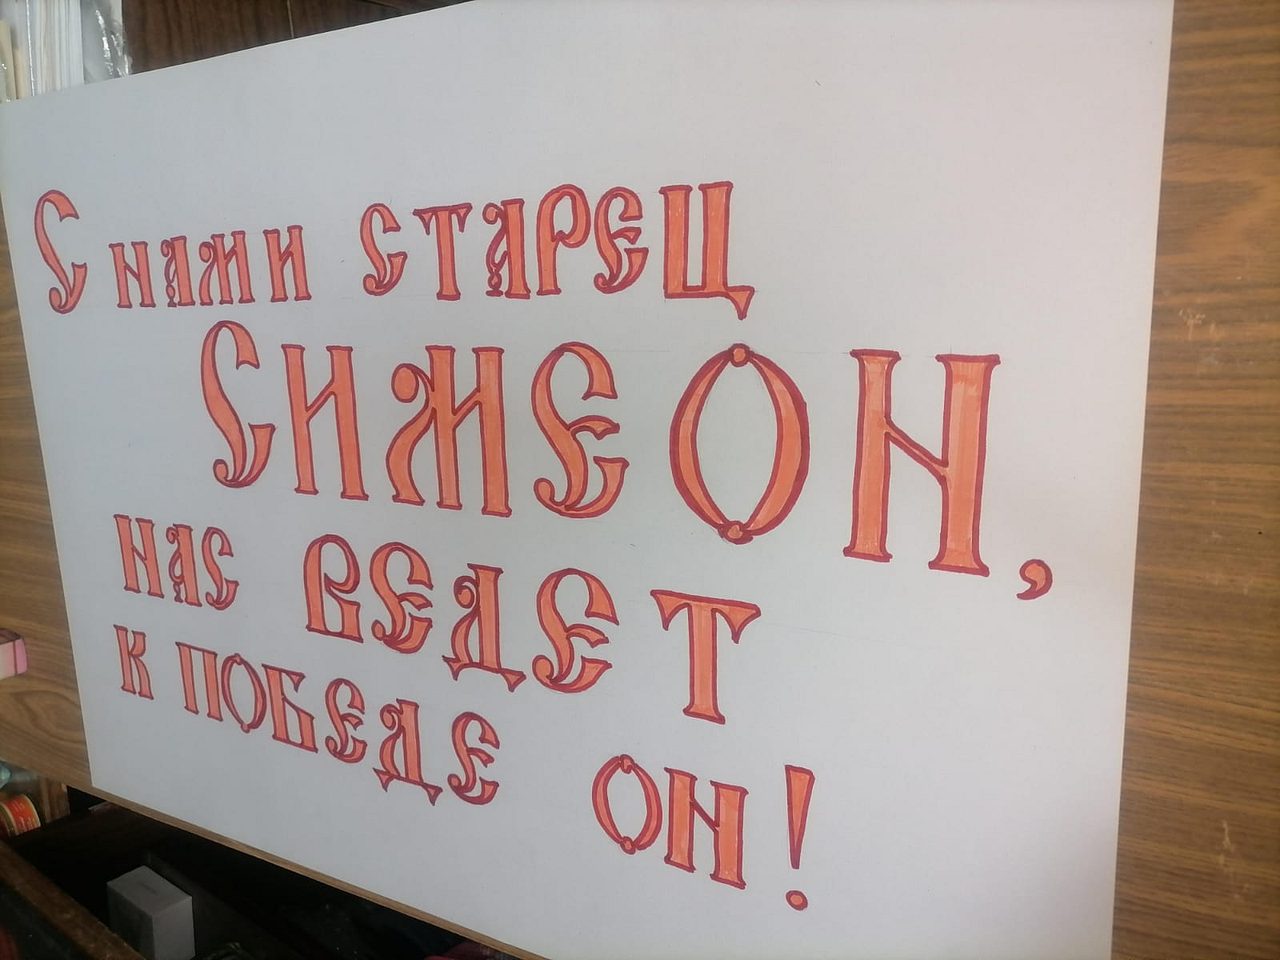 С нами старец
Симеон,
нас ведет
к победе он!